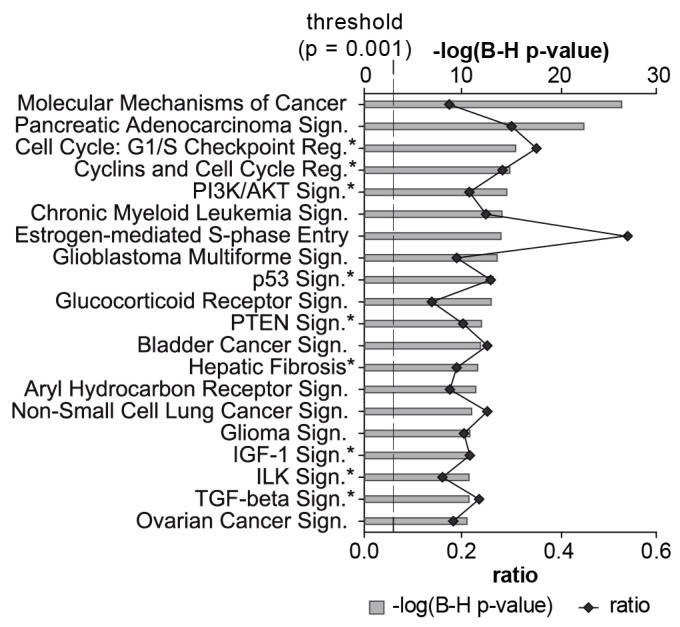 threshold
(p = 0.001) -log(B-H p-value)
0 10 20 30
Molecular Mechanisms of Cancer
Pancreatic Adenocarcinoma Sign.
Cell Cycle: G1/S Checkpoint Reg.*
Cyclins and Cell Cycle Reg.*
PI3K/AKT Sign.*
Chronic Myeloid Leukemia Sign.
Estrogen-mediated S-phase Entry
Glioblastoma Multiforme Sign.
p53 Sign.*
Glucocorticoid Receptor Sign.
PTEN Sign.*
Bladder Cancer Sign.
Hepatic Fibrosis*
Aryl Hydrocarbon Receptor Sign.
Non-Small Cell Lung Cancer Sign.
Glioma Sign.
IGF-1 Sign.*
ILK Sign.*
TGF-beta Sign.*
Ovarian Cancer Sign.
0.0 0.2 0.4 0.6
ratio
-log(B-H p-value) ratio